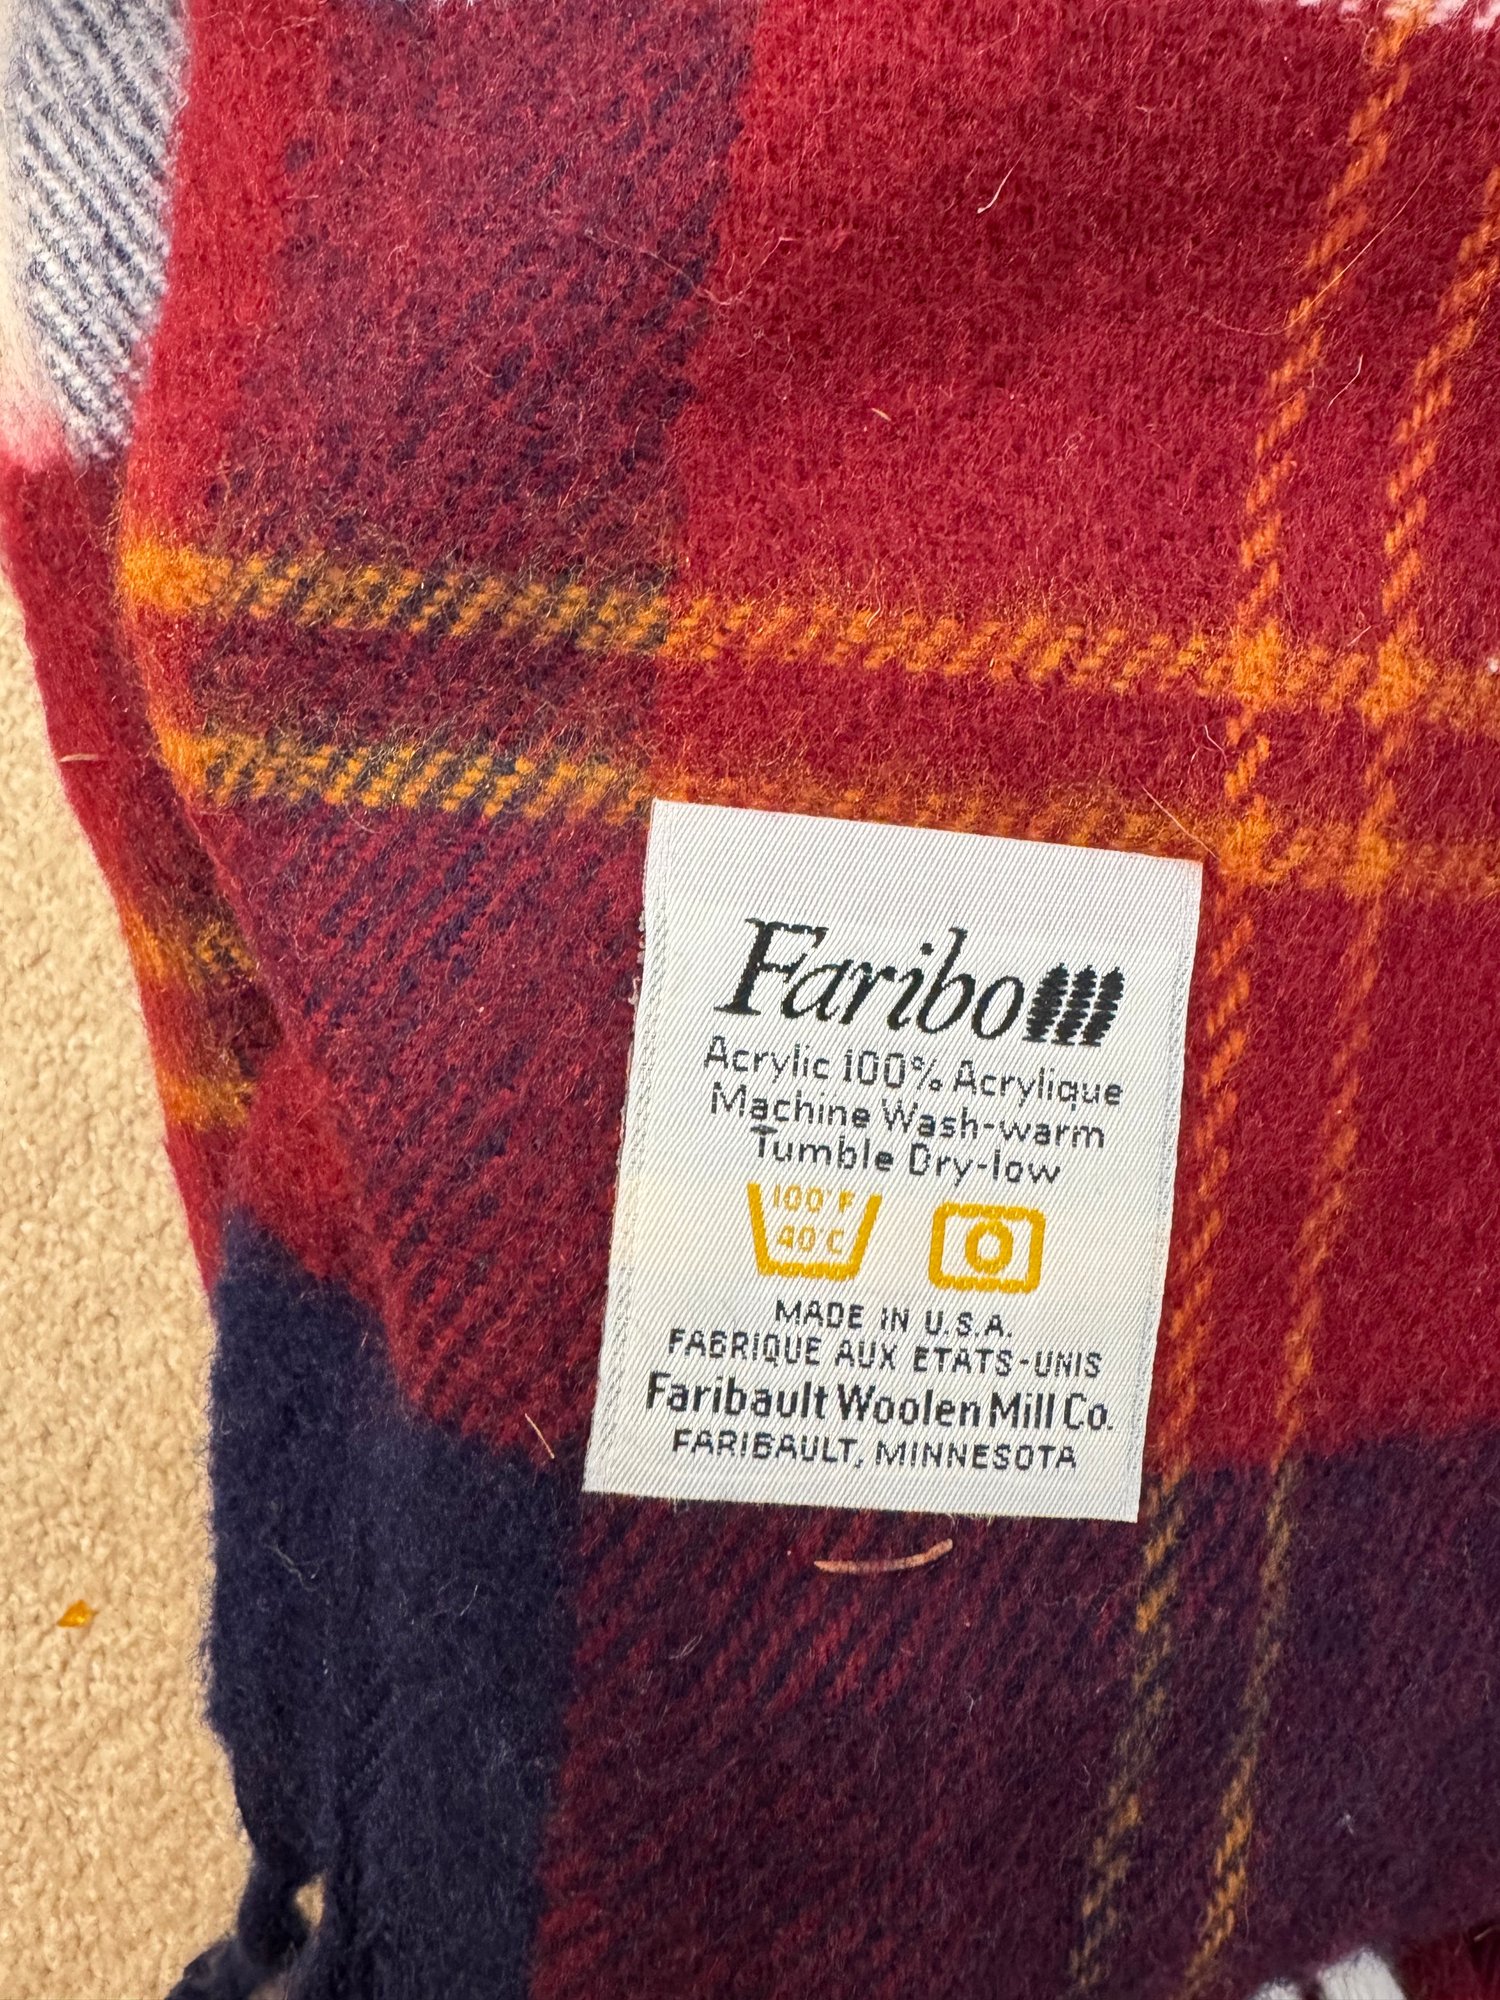 Faribo
Acrylic 100% Acrylique
Machine Wash-warm
Tumble Dry-low
100°F
40°C
MADE IN U.S.A.
FABRIQUE AUX ETATS-UNIS
Faribault Woolen Mill Co.
FARIBAULT, MINNESOTA